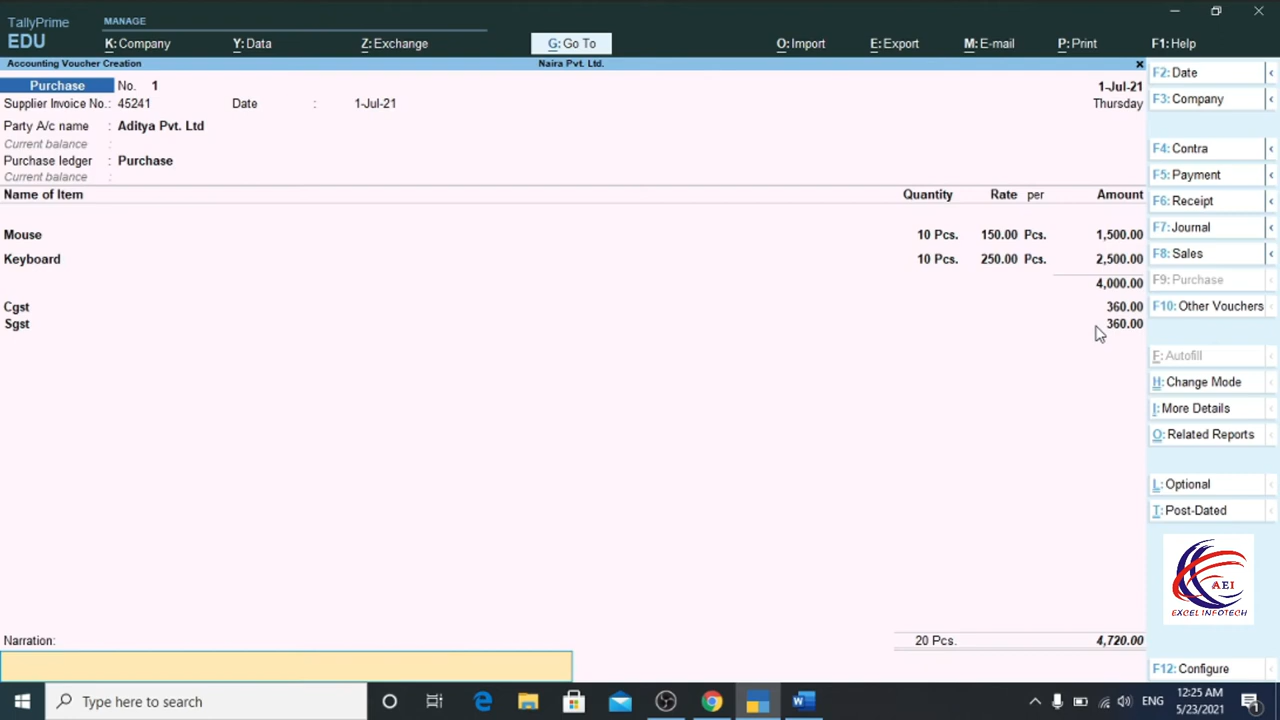 TallyPrime
EDU
MANAGE
K: Company
Y: Data
Z: Exchange
G: Go To
O: Import
E: Export
M: E-mail
P: Print
F1: Help
Accounting Voucher Creation
Naira Pvt. Ltd.
Purchase No. 1
1-Jul-21
Supplier Invoice No.: 45241 Date : 1-Jul-21
Thursday
Party A/c name : Aditya Pvt. Ltd
Current balance :
Purchase ledger : Purchase
Current balance :
Name of Item Quantity Rate per Amount
Mouse 10 Pcs. 150.00 Pcs. 1,500.00
Keyboard 10 Pcs. 250.00 Pcs. 2,500.00
4,000.00
Cgst 360.00
Sgst 360.00
Narration:
20 Pcs. 4,720.00
F2: Date
F3: Company
F4: Contra
F5: Payment
F6: Receipt
F7: Journal
F8: Sales
F9: Purchase
F10: Other Vouchers
F: Autofill
H: Change Mode
I: More Details
O: Related Reports
L: Optional
T: Post-Dated
AEI
EXCEL INFOTECH
F12: Configure
Type here to search
ENG
12:25 AM
5/23/2021
1